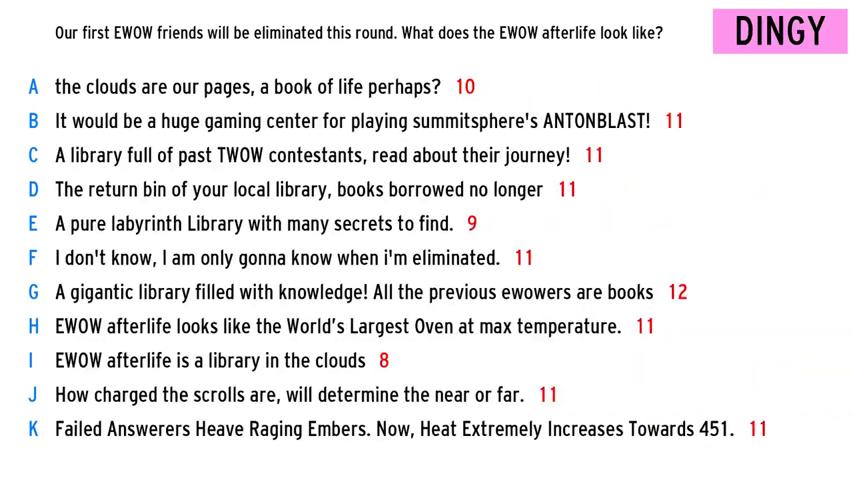 Our first EWOW friends will be eliminated this round. What does the EWOW afterlife look like?
DINGY
A the clouds are our pages, a book of life perhaps? 10
B It would be a huge gaming center for playing summitsphere's ANTONBLAST! 11
C A library full of past TWOW contestants, read about their journey! 11
D The return bin of your local library, books borrowed no longer 11
E A pure labyrinth Library with many secrets to find. 9
F I don't know, I am only gonna know when i'm eliminated. 11
G A gigantic library filled with knowledge! All the previous ewowers are books 12
H EWOW afterlife looks like the World’s Largest Oven at max temperature. 11
I EWOW afterlife is a library in the clouds 8
J How charged the scrolls are, will determine the near or far. 11
K Failed Answerers Heave Raging Embers. Now, Heat Extremely Increases Towards 451. 11